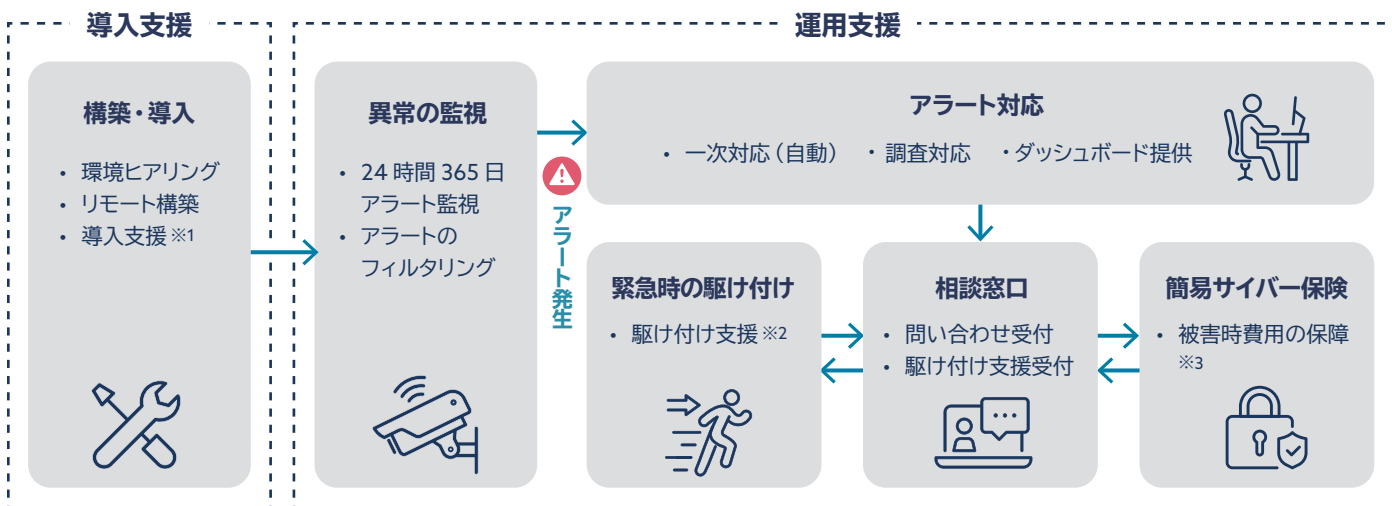 導入支援
構築・導入
・ 環境ヒアリング
・ リモート構築
・ 導入支援 ※1
運用支援
異常の監視
・ 24 時間 365 日
アラート監視
・ アラートの
フィルタリング
アラート発生
アラート対応
・ 一次対応（自動） ・ 調査対応 ・ダッシュボード提供
緊急時の駆け付け
・ 駆け付け支援 ※2
相談窓口
・ 問い合わせ受付
・ 駆け付け支援受付
簡易サイバー保険
・ 被害時費用の保障
※3